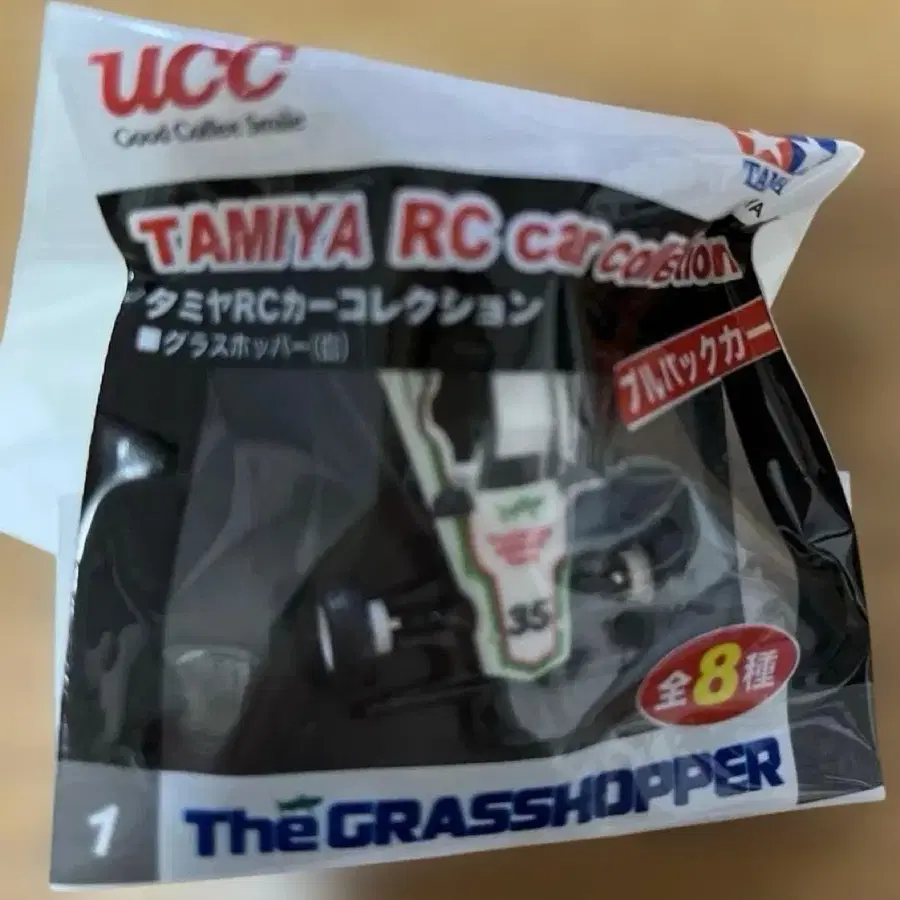 UCC
Good Coffee Smile
TAMIYA
TAMIYA RC car collection
タミヤRCカーコレクション
■グラスホッパー(白)
プルバックカー
35
全8種
1
The GRASSHOPPER